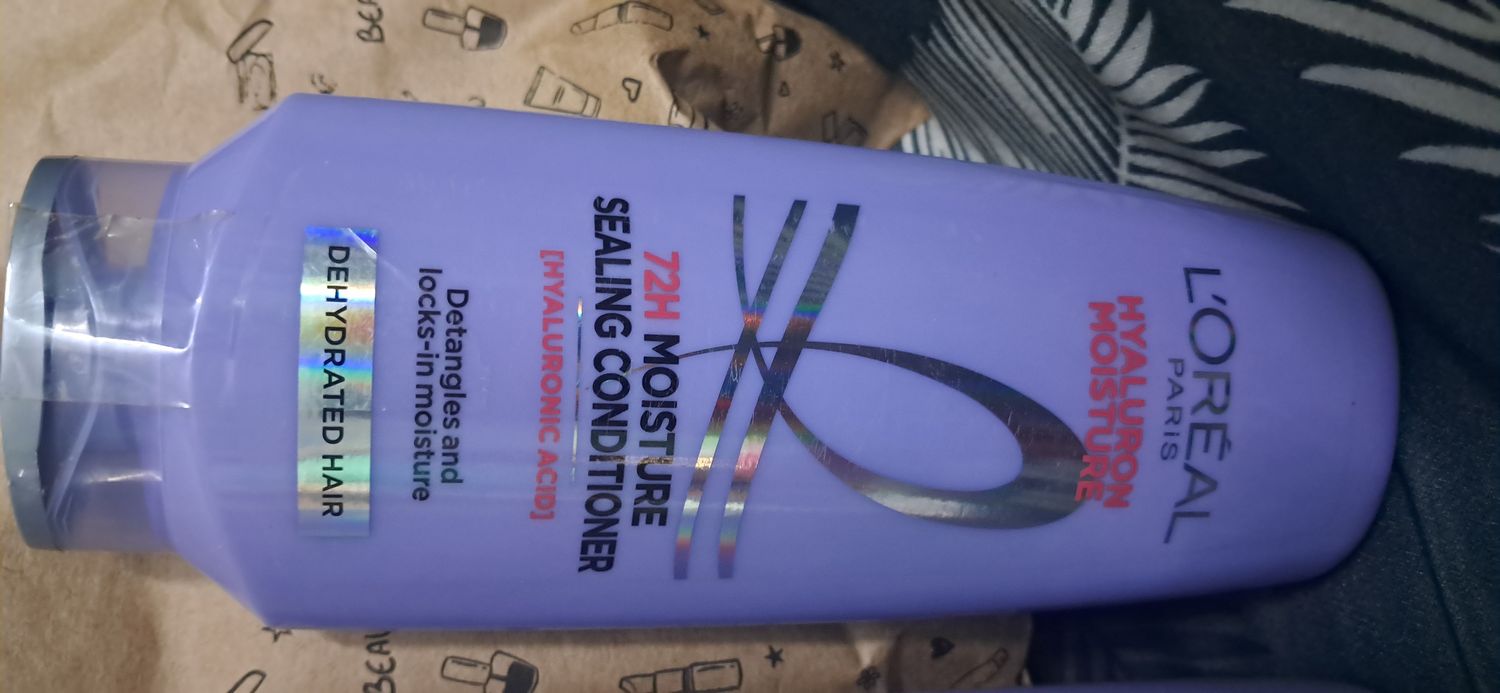 L'ORÉAL
PARIS
HYALURON
MOISTURE
72H MOISTURE
SEALING CONDITIONER
[HYALURONIC ACID]
Detangles and
locks-in moisture
DEHYDRATED HAIR